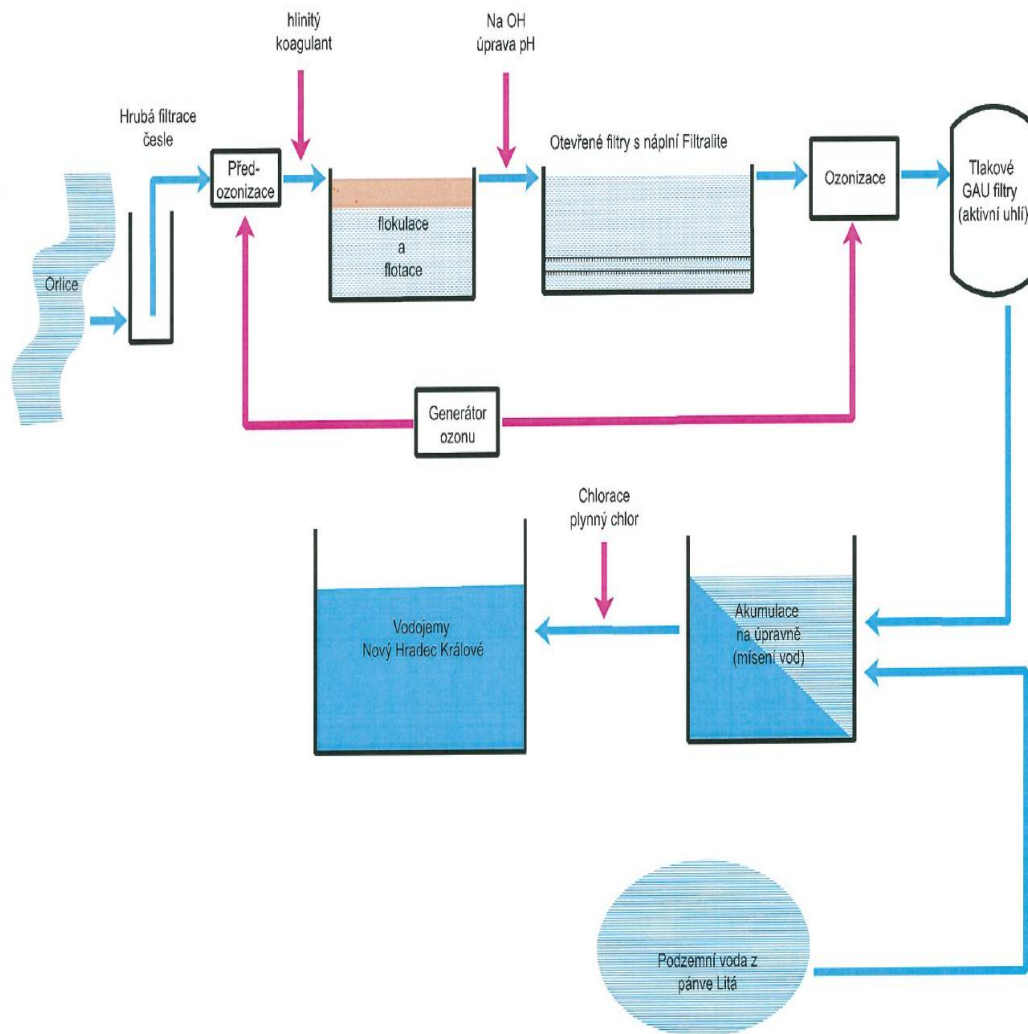 hlinitý
koagulant
Na OH
úprava pH
Hrubá filtrace
česle
Před-
ozonizace
flokulace
a
flotace
Otevřené filtry s náplní Filtralite
Ozonizace
Tlakové
GAU filtry
(aktivní uhlí)
Orlice
Generátor
ozonu
Chlorace
plynný chlor
Vodojemy
Nový Hradec Králové
Akumulace
na úpravně
(mísení vod)
Podzemní voda z
pánve Litá